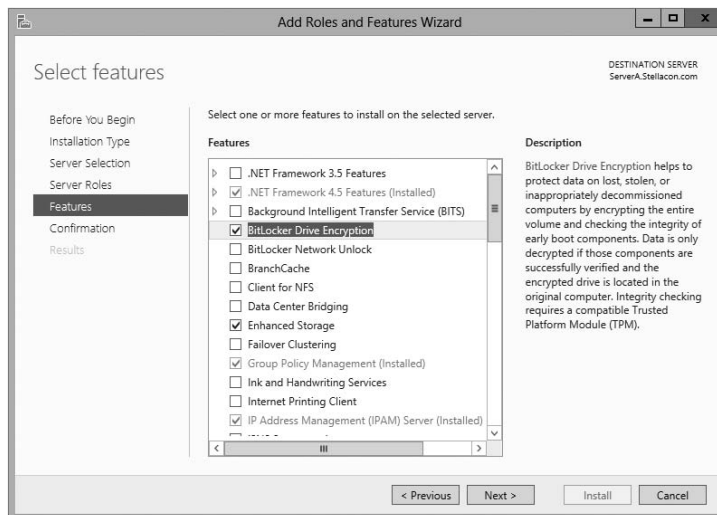 Add Roles and Features Wizard
Select features
DESTINATION SERVER
ServerA.Stellacon.com
Before You Begin
Installation Type
Server Selection
Server Roles
Features
Confirmation
Results
Select one or more features to install on the selected server.
Features
.NET Framework 3.5 Features
.NET Framework 4.5 Features (Installed)
Background Intelligent Transfer Service (BITS)
BitLocker Drive Encryption
BitLocker Network Unlock
BranchCache
Client for NFS
Data Center Bridging
Enhanced Storage
Failover Clustering
Group Policy Management (Installed)
Ink and Handwriting Services
Internet Printing Client
IP Address Management (IPAM) Server (Installed)
Description
BitLocker Drive Encryption helps to
protect data on lost, stolen, or
inappropriately decommissioned
computers by encrypting the entire
volume and checking the integrity of
early boot components. Data is only
decrypted if those components are
successfully verified and the
encrypted drive is located in the
original computer. Integrity checking
requires a compatible Trusted
Platform Module (TPM).
< Previous
Next >
Install
Cancel